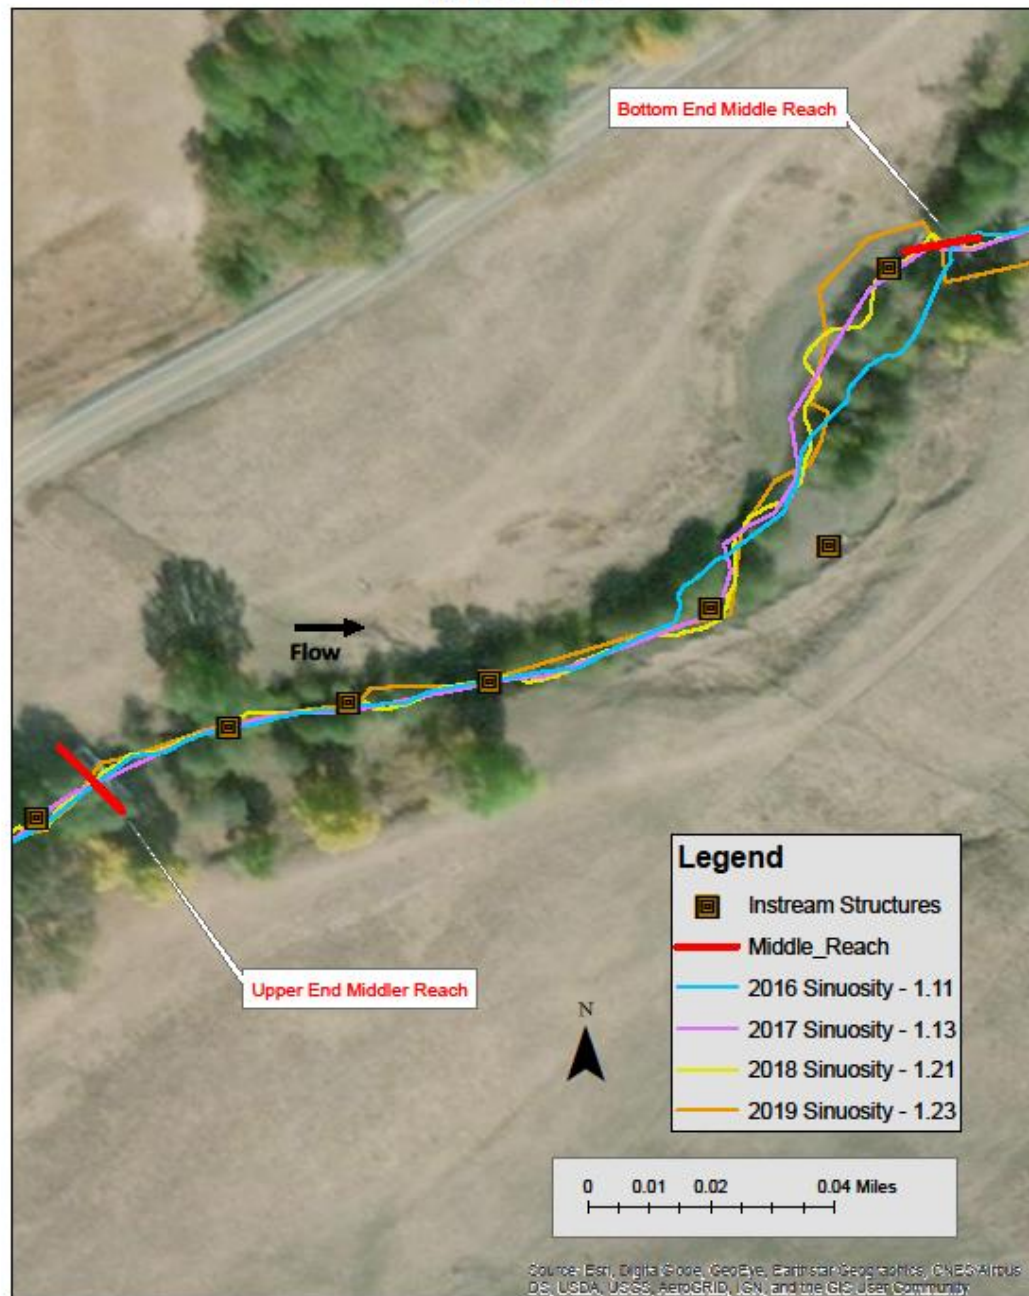 Bottom End Middle Reach
Flow
Upper End Middler Reach
Legend
Instream Structures
Middle_Reach
2016 Sinuosity - 1.11
2017 Sinuosity - 1.13
2018 Sinuosity - 1.21
2019 Sinuosity - 1.23
N
0 0.01 0.02 0.04 Miles
Source: Esri, DigitalGlobe, GeoEye, Earthstar Geographics, CNES/Airbus
DS, USDA, USGS, AeroGRID, IGN, and the GIS User Community